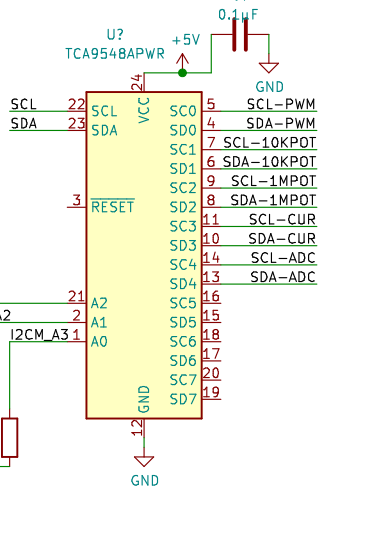 U?
TCA9548APWR
+5V
0.1µF
GND
24
VCC
SCL 22 SCL SC0 5 SCL-PWM
SDA 23 SDA SD0 4 SDA-PWM
SC1 7 SCL-10KPOT
SD1 6 SDA-10KPOT
SC2 9 SCL-1MPOT
3 RESET SD2 8 SDA-1MPOT
SC3 11 SCL-CUR
SD3 10 SDA-CUR
SC4 14 SCL-ADC
SD4 13 SDA-ADC
21 A2 SC5 16
A2 2 A1 SD5 15
I2CM_A3 1 A0 SC6 18
SD6 17
SC7 20
SD7 19
GND
12
GND